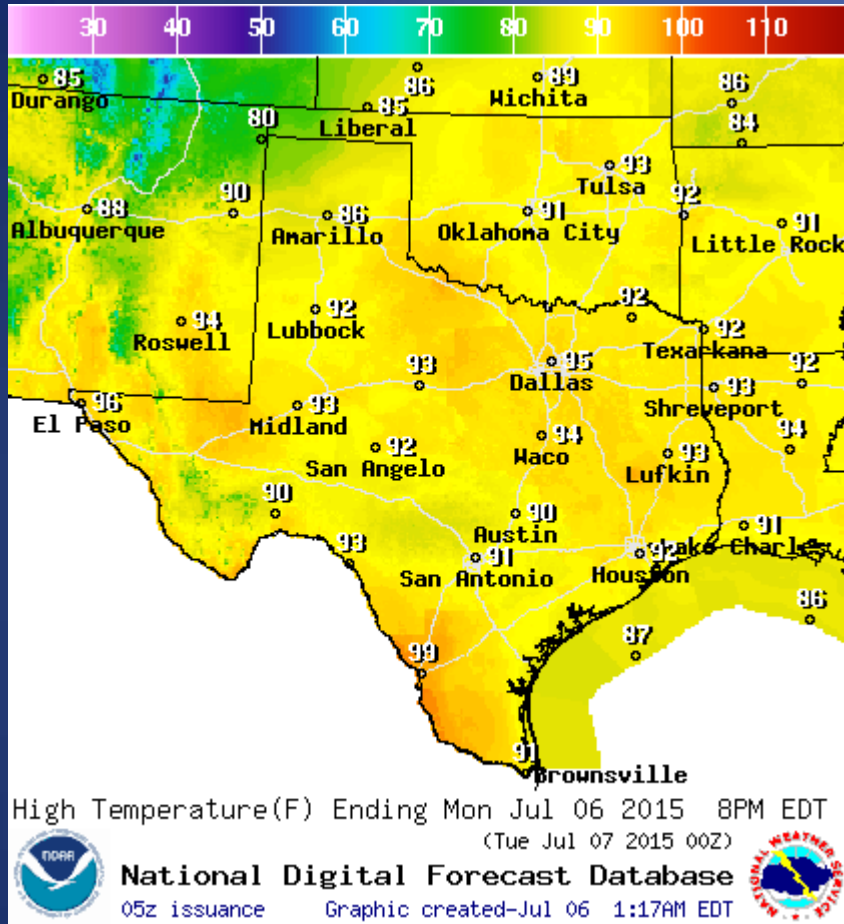 30 40 50 60 70 80 90 100 110
85
Durango
86
89
Wichita
86
85
Liberal
80
84
93
Tulsa
88
Albuquerque
90
86
Amarillo
91
Oklahoma City
92
91
Little Rock
94
Roswell
92
Lubbock
92
92
Texarkana
95
Dallas
93
96
El Paso
93
Midland
93
Shreveport
92
92
San Angelo
94
Waco
93
Lufkin
94
90
90
Austin
91
Lake Charles
93
91
San Antonio
92
Houston
86
87
99
91
Brownsville
High Temperature(F) Ending Mon Jul 06 2015 8PM EDT
(Tue Jul 07 2015 00Z)
NOAA
National Digital Forecast Database
05z issuance Graphic created-Jul 06 1:17AM EDT
NATIONAL WEATHER SERVICE